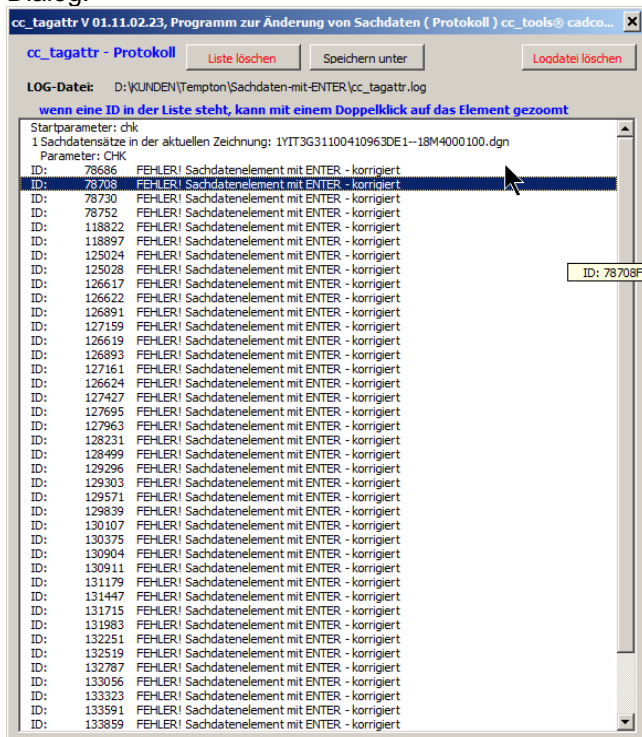 Dialog:
cc_tagattr V 01.11.02.23, Programm zur Änderung von Sachdaten ( Protokoll ) cc_tools® cadco...
cc_tagattr - Protokoll Liste löschen Speichern unter Logdatei löschen
LOG-Datei: D:\KUNDEN\Tempton\Sachdaten-mit-ENTER\cc_tagattr.log
wenn eine ID in der Liste steht, kann mit einem Doppelklick auf das Element gezoomt
Startparameter: chk
1 Sachdatensätze in der aktuellen Zeichnung: 1YIT3G31100410963DE1--18M4000100.dgn
Parameter: CHK
ID: 78686 FEHLER! Sachdatenelement mit ENTER - korrigiert
ID: 78708 FEHLER! Sachdatenelement mit ENTER - korrigiert
ID: 78730 FEHLER! Sachdatenelement mit ENTER - korrigiert
ID: 78752 FEHLER! Sachdatenelement mit ENTER - korrigiert
ID: 118822 FEHLER! Sachdatenelement mit ENTER - korrigiert
ID: 118897 FEHLER! Sachdatenelement mit ENTER - korrigiert
ID: 125024 FEHLER! Sachdatenelement mit ENTER - korrigiert
ID: 125028 FEHLER! Sachdatenelement mit ENTER - korrigiert
ID: 78708F
ID: 126617 FEHLER! Sachdatenelement mit ENTER - korrigiert
ID: 126622 FEHLER! Sachdatenelement mit ENTER - korrigiert
ID: 126891 FEHLER! Sachdatenelement mit ENTER - korrigiert
ID: 127159 FEHLER! Sachdatenelement mit ENTER - korrigiert
ID: 126619 FEHLER! Sachdatenelement mit ENTER - korrigiert
ID: 126893 FEHLER! Sachdatenelement mit ENTER - korrigiert
ID: 127161 FEHLER! Sachdatenelement mit ENTER - korrigiert
ID: 126624 FEHLER! Sachdatenelement mit ENTER - korrigiert
ID: 127427 FEHLER! Sachdatenelement mit ENTER - korrigiert
ID: 127695 FEHLER! Sachdatenelement mit ENTER - korrigiert
ID: 127963 FEHLER! Sachdatenelement mit ENTER - korrigiert
ID: 128231 FEHLER! Sachdatenelement mit ENTER - korrigiert
ID: 128499 FEHLER! Sachdatenelement mit ENTER - korrigiert
ID: 129296 FEHLER! Sachdatenelement mit ENTER - korrigiert
ID: 129303 FEHLER! Sachdatenelement mit ENTER - korrigiert
ID: 129571 FEHLER! Sachdatenelement mit ENTER - korrigiert
ID: 129839 FEHLER! Sachdatenelement mit ENTER - korrigiert
ID: 130107 FEHLER! Sachdatenelement mit ENTER - korrigiert
ID: 130375 FEHLER! Sachdatenelement mit ENTER - korrigiert
ID: 130904 FEHLER! Sachdatenelement mit ENTER - korrigiert
ID: 130911 FEHLER! Sachdatenelement mit ENTER - korrigiert
ID: 131179 FEHLER! Sachdatenelement mit ENTER - korrigiert
ID: 131447 FEHLER! Sachdatenelement mit ENTER - korrigiert
ID: 131715 FEHLER! Sachdatenelement mit ENTER - korrigiert
ID: 131983 FEHLER! Sachdatenelement mit ENTER - korrigiert
ID: 132251 FEHLER! Sachdatenelement mit ENTER - korrigiert
ID: 132519 FEHLER! Sachdatenelement mit ENTER - korrigiert
ID: 132787 FEHLER! Sachdatenelement mit ENTER - korrigiert
ID: 133056 FEHLER! Sachdatenelement mit ENTER - korrigiert
ID: 133323 FEHLER! Sachdatenelement mit ENTER - korrigiert
ID: 133591 FEHLER! Sachdatenelement mit ENTER - korrigiert
ID: 133859 FEHLER! Sachdatenelement mit ENTER - korrigiert